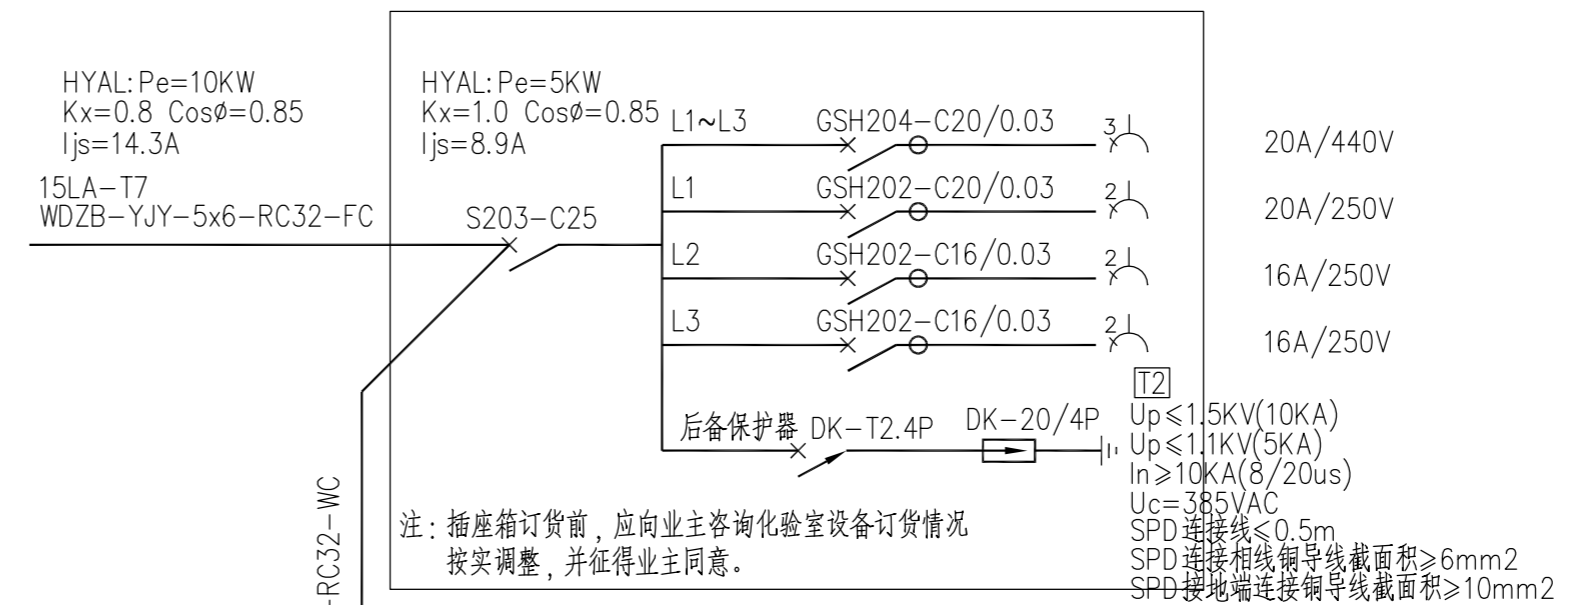 HYAL:Pe=10KW
Kx=0.8 Cosø=0.85
Ijs=14.3A
15LA-T7
WDZB-YJY-5x6-RC32-FC
HYAL:Pe=5KW
Kx=1.0 Cosø=0.85
Ijs=8.9A
S203-C25
L1~L3 GSH204-C20/0.03 3 20A/440V
L1 GSH202-C20/0.03 2 20A/250V
L2 GSH202-C16/0.03 2 16A/250V
L3 GSH202-C16/0.03 2 16A/250V
后备保护器 DK-T2.4P DK-20/4P
T2
Up≤1.5KV(10KA)
Up≤1.1KV(5KA)
In≥10KA(8/20us)
Uc=385VAC
SPD连接线≤0.5m
SPD连接相线铜导线截面积≥6mm2
SPD接地端连接铜导线截面积≥10mm2
注:插座箱订货前,应向业主咨询化验室设备订货情况
按实调整,并征得业主同意。
-RC32-WC